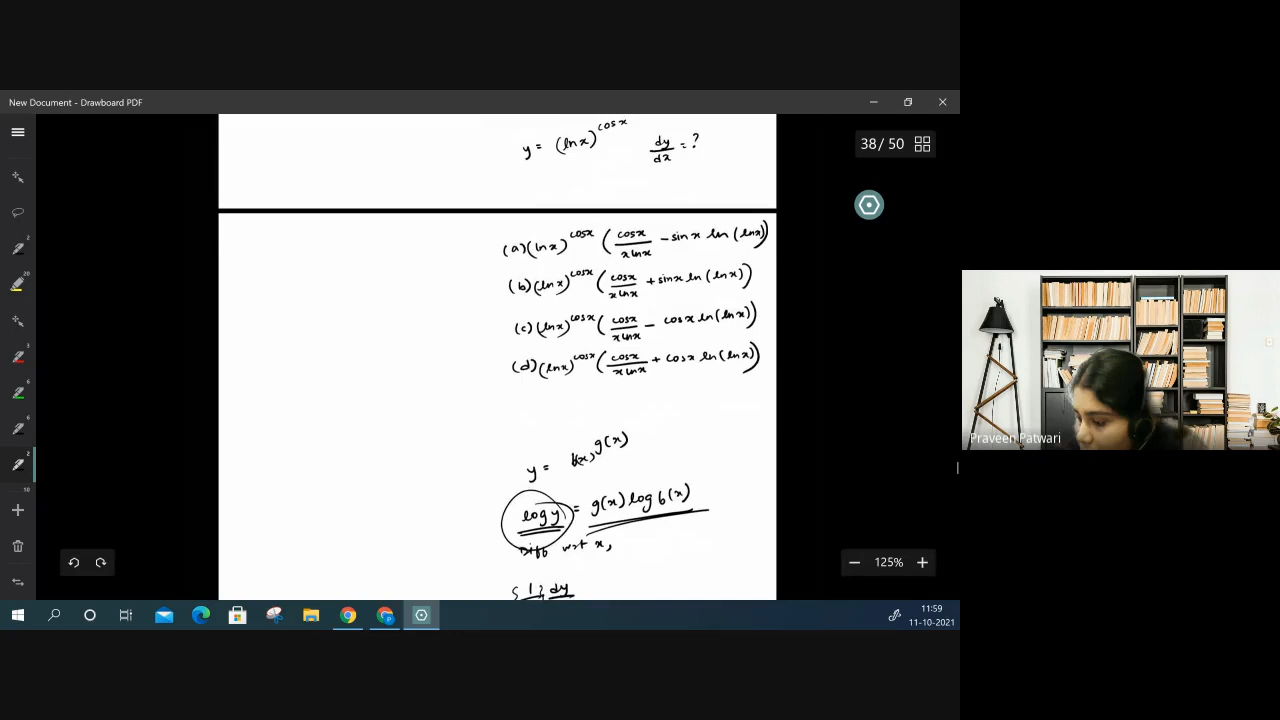 New Document - Drawboard PDF
y = (ln x)^cos x dy/dx = ?
38 / 50
(a) (ln x)^cos x (cos x/x ln x − sin x ln (ln x))
(b) (ln x)^cos x (cos x/x ln x + sin x ln (ln x))
(c) (ln x)^cos x (cos x/x ln x − cos x ln (ln x))
(d) (ln x)^cos x (cos x/x ln x + cos x ln (ln x))
y = f(x)^g(x)
log y = g(x) log f(x)
Diff wrt x,
1 dy
125%
Praveen Patwari
11:59
11-10-2021